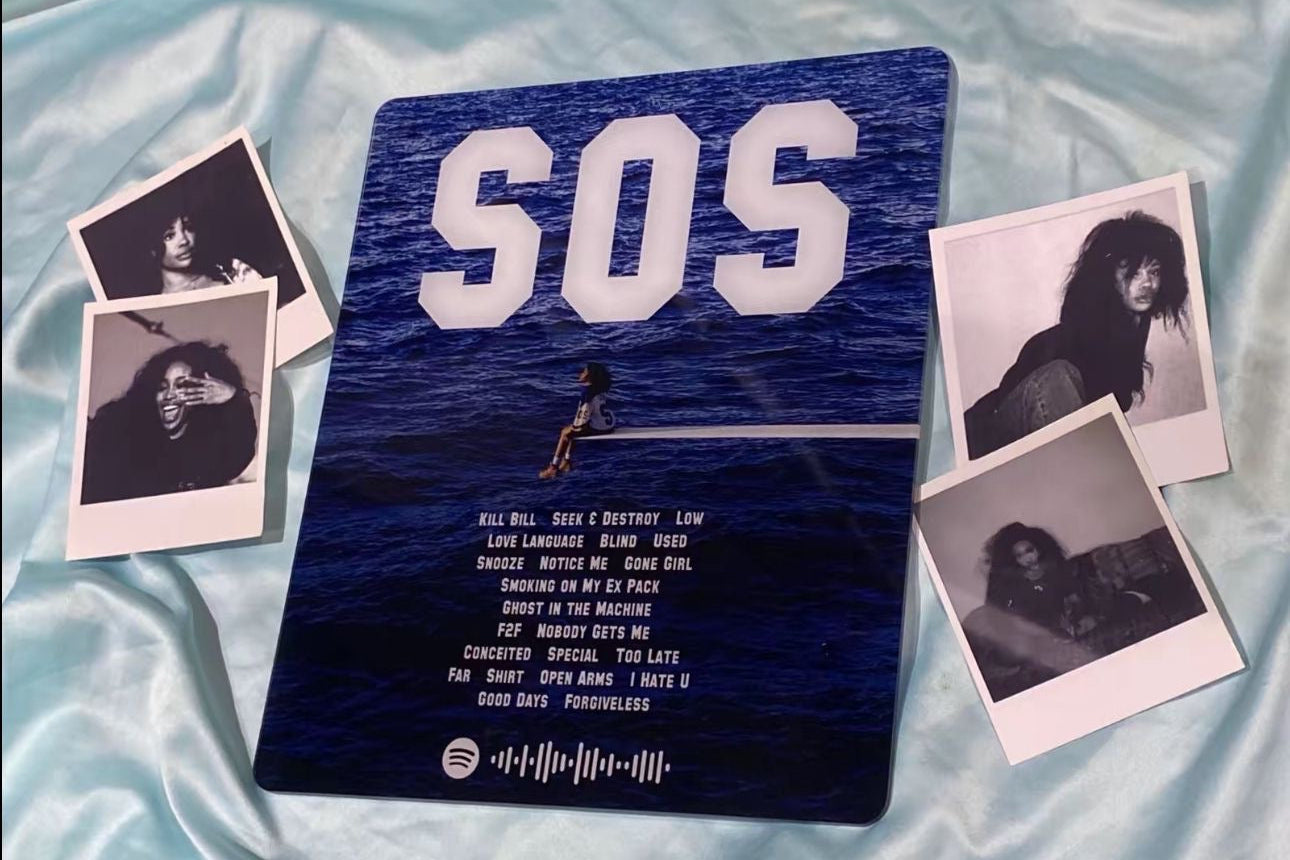 SOS
KILL BILL SEEK & DESTROY LOW
LOVE LANGUAGE BLIND USED
SNOOZE NOTICE ME GONE GIRL
SMOKING ON MY EX PACK
GHOST IN THE MACHINE
F2F NOBODY GETS ME
CONCEITED SPECIAL TOO LATE
FAR SHIRT OPEN ARMS I HATE U
GOOD DAYS FORGIVELESS